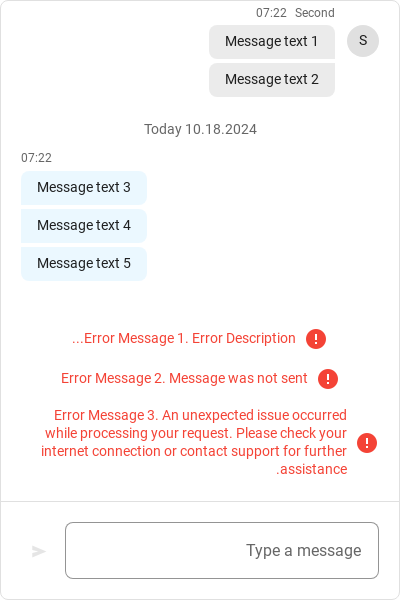 07:22 Second
Message text 1
S
Message text 2
Today 10.18.2024
07:22
Message text 3
Message text 4
Message text 5
...Error Message 1. Error Description
Error Message 2. Message was not sent
Error Message 3. An unexpected issue occurred
while processing your request. Please check your
internet connection or contact support for further
.assistance
Type a message